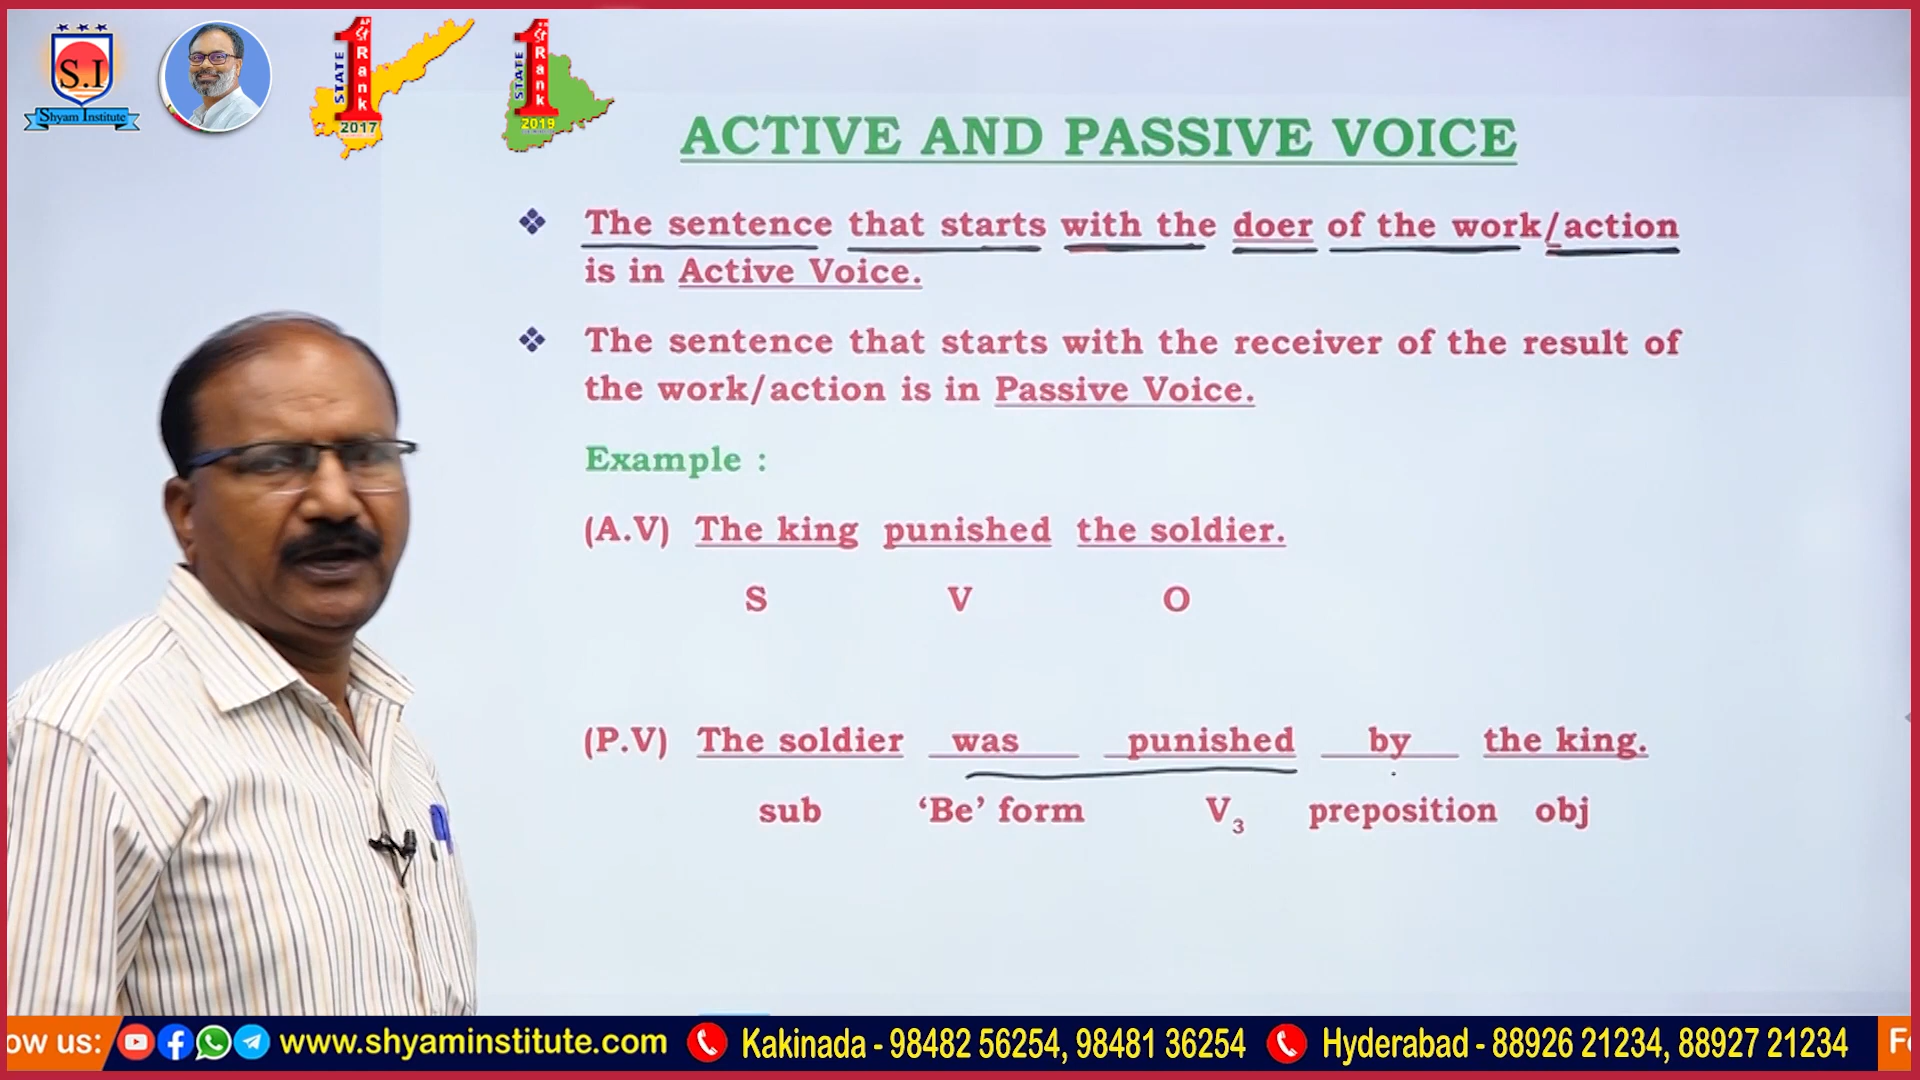 S.I
Shyam Institute
STATE
1st Rank
2017
STATE
1st Rank
2019
ACTIVE AND PASSIVE VOICE
❖ The sentence that starts with the doer of the work/action
is in Active Voice.
❖ The sentence that starts with the receiver of the result of
the work/action is in Passive Voice.
Example :
(A.V) The king punished the soldier.
S V O
(P.V) The soldier was punished by the king.
sub ‘Be’ form V₃ preposition obj
ow us: www.shyaminstitute.com Kakinada - 98482 56254, 98481 36254 Hyderabad - 88926 21234, 88927 21234 Fo